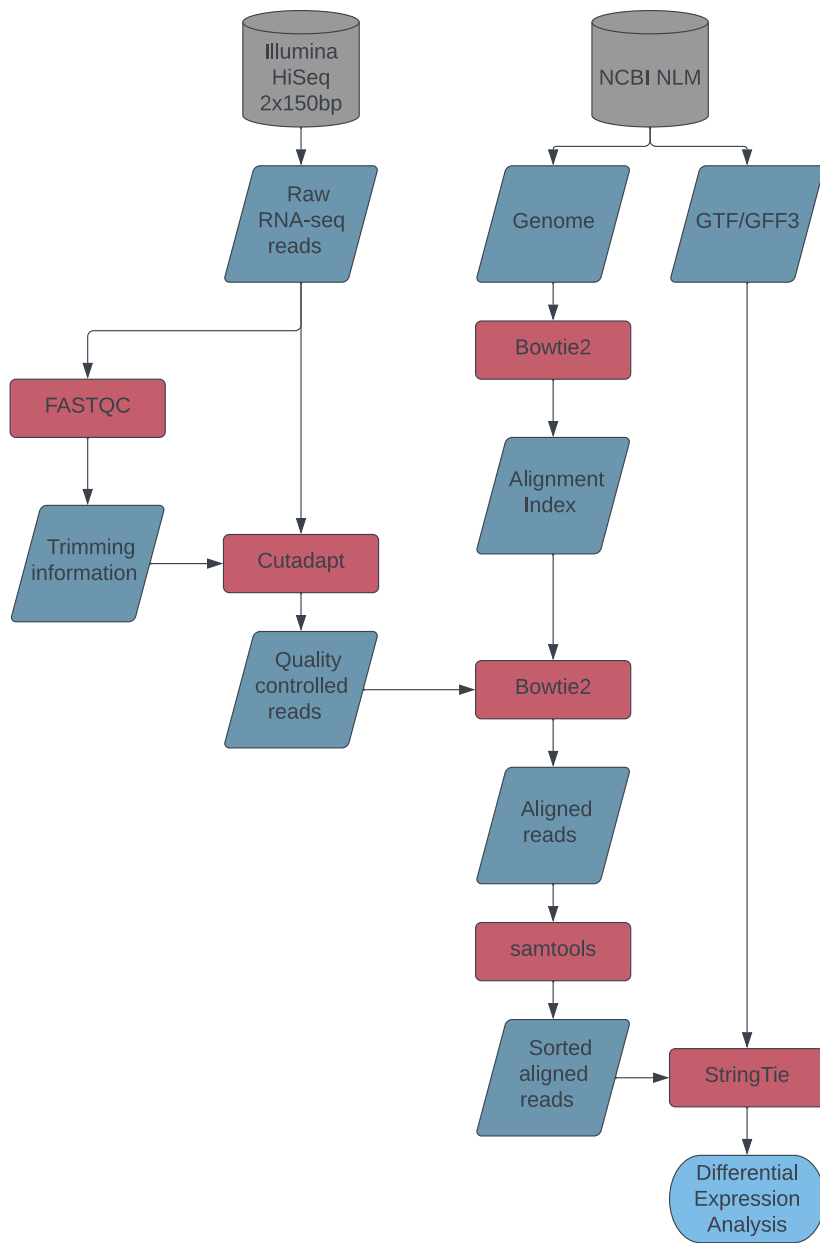 Illumina
HiSeq
2x150bp
NCBI NLM
Raw
RNA-seq
reads
Genome
GTF/GFF3
Bowtie2
FASTQC
Alignment
Index
Trimming
information
Cutadapt
Quality
controlled
reads
Bowtie2
Aligned
reads
samtools
Sorted
aligned
reads
StringTie
Differential
Expression
Analysis